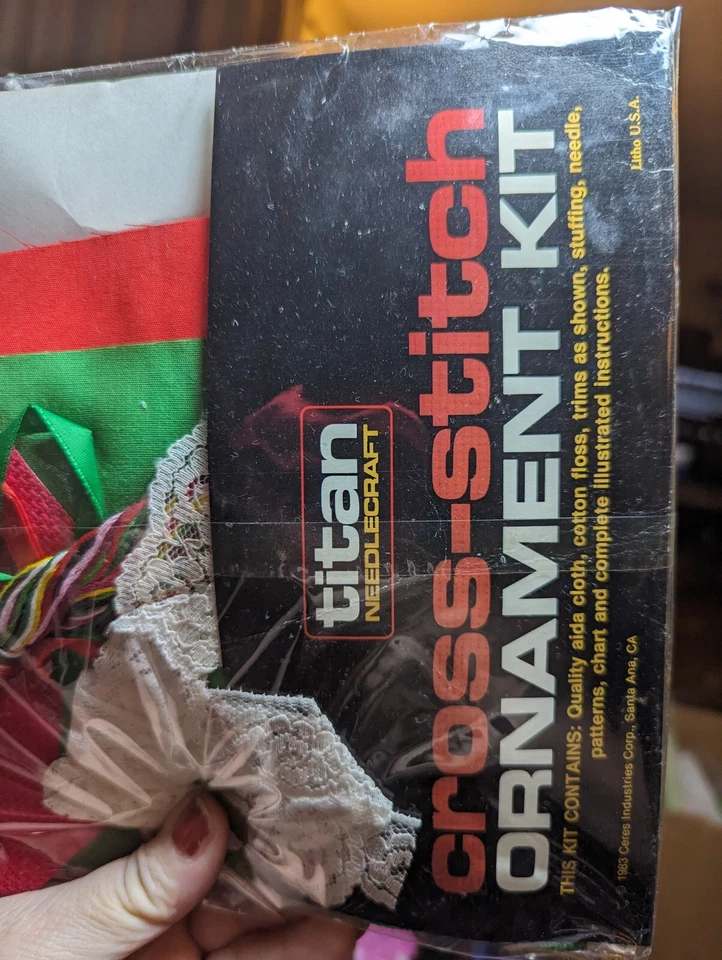 titan
NEEDLECRAFT
cross-stitch
ORNAMENT KIT
THIS KIT CONTAINS: Quality aida cloth, cotton floss, trims as shown, stuffing, needle,
patterns, chart and complete illustrated instructions.
© 1983 Ceres Industries Corp., Santa Ana, CA
Litho U.S.A.